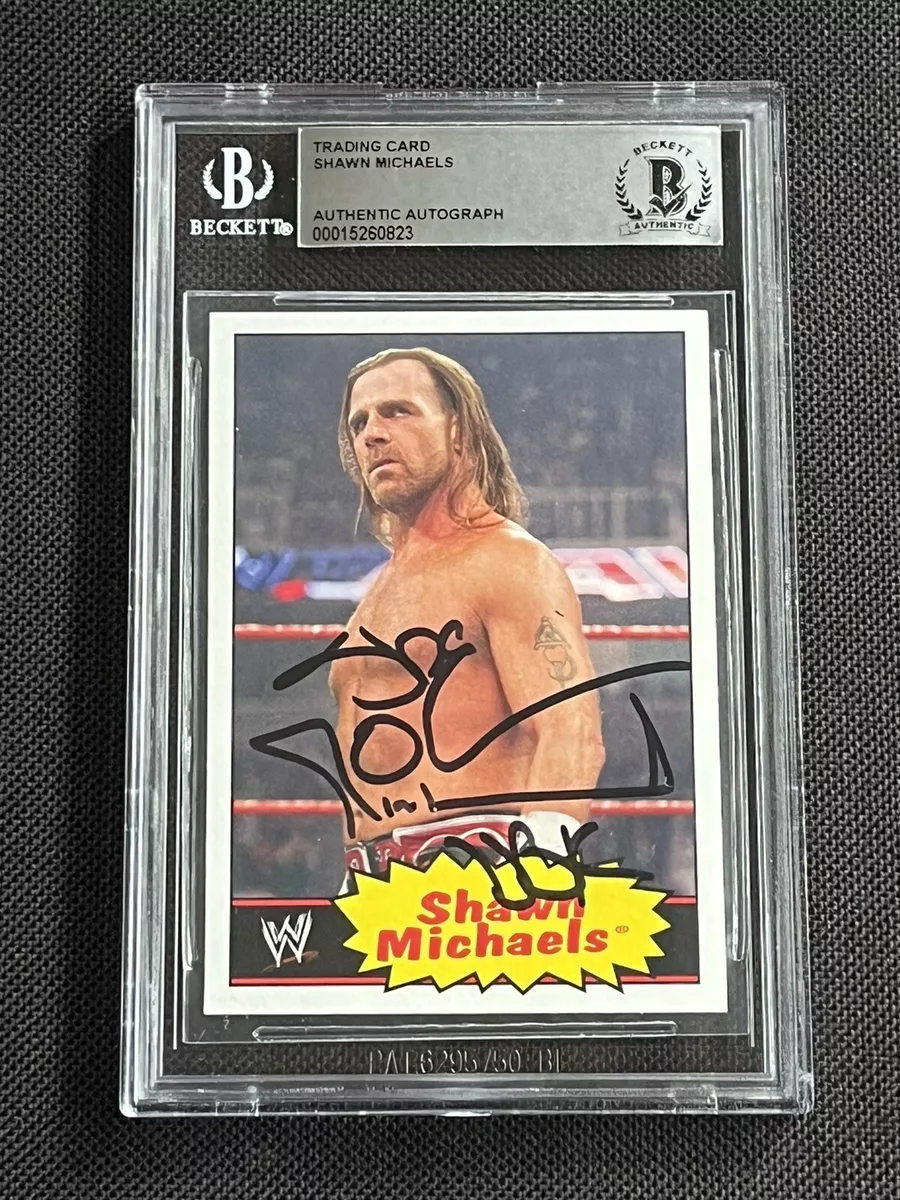 B
BECKETT®
TRADING CARD
SHAWN MICHAELS
AUTHENTIC AUTOGRAPH
00015260823
BECKETT
B
AUTHENTIC
W
Shawn
Michaels®